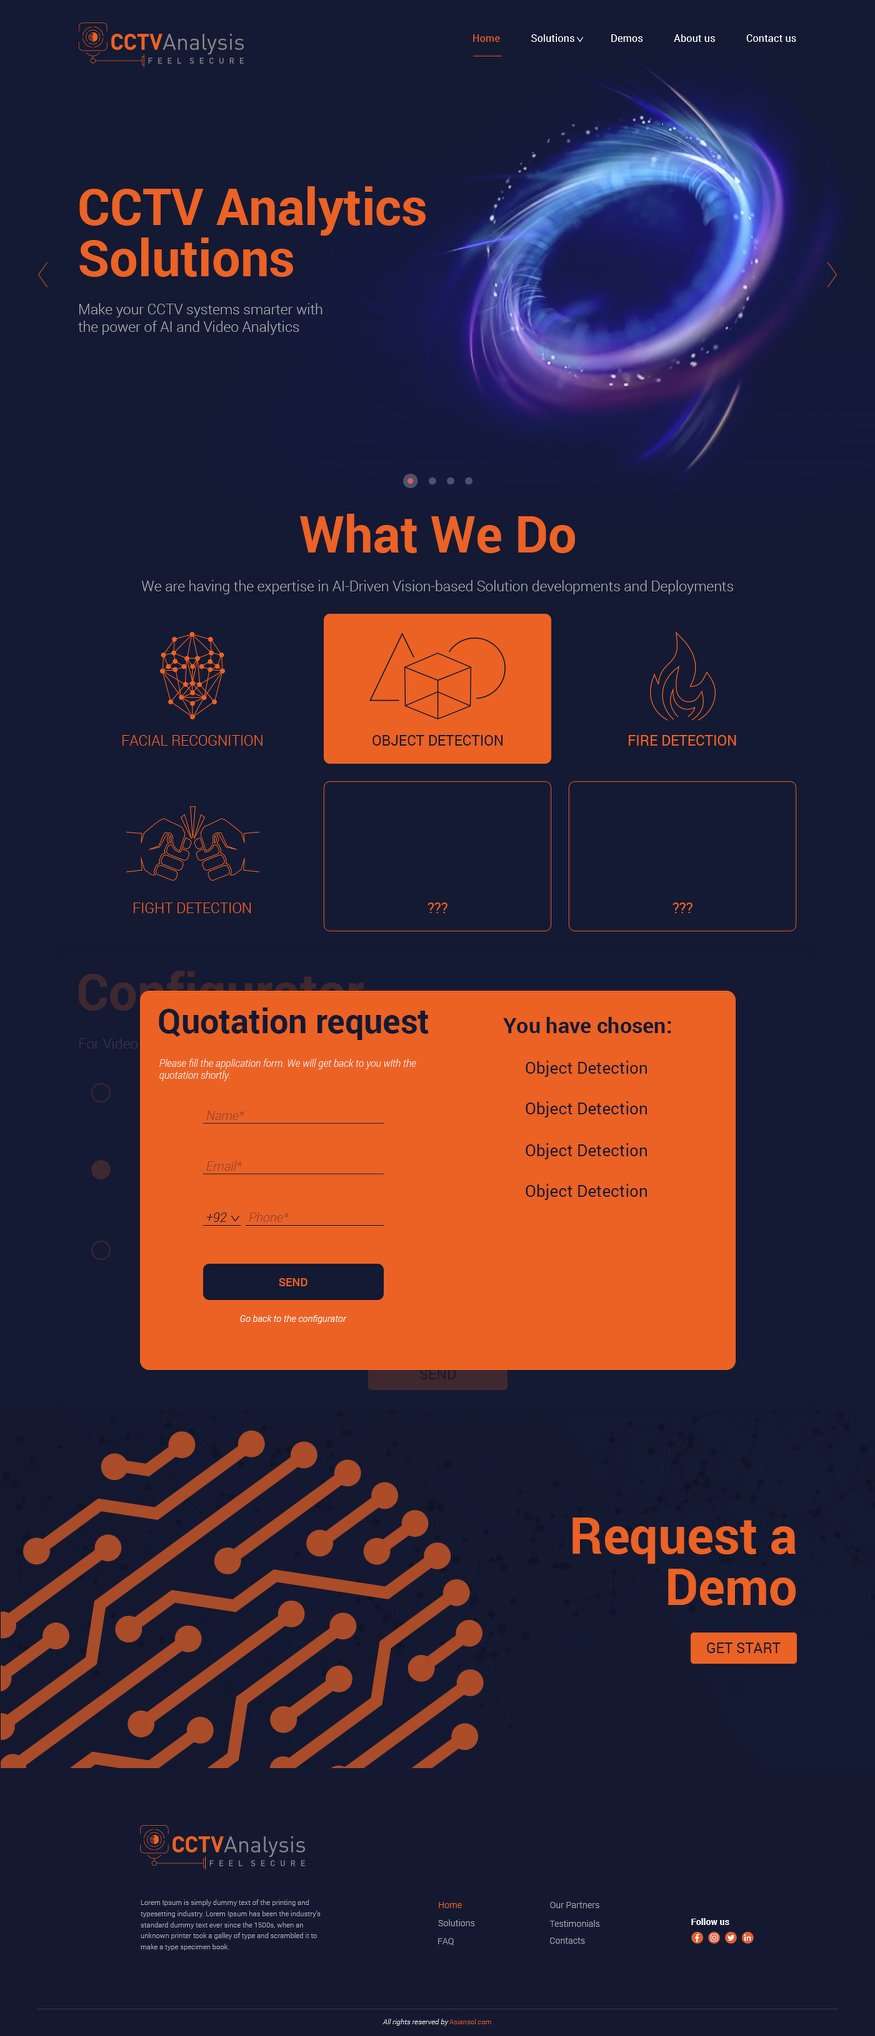 CCTVAnalysis
FEEL SECURE
Home Solutions Demos About us Contact us
CCTV Analytics
Solutions
Make your CCTV systems smarter with
the power of AI and Video Analytics
What We Do
We are having the expertise in AI-Driven Vision-based Solution developments and Deployments
FACIAL RECOGNITION
OBJECT DETECTION
FIRE DETECTION
FIGHT DETECTION
???
???
Configurator
For Video
Quotation request
Please fill the application form. We will get back to you with the
quotation shortly.
Name*
Email*
+92 Phone*
SEND
Go back to the configurator
You have chosen:
Object Detection
Object Detection
Object Detection
Object Detection
SEND
Request a
Demo
GET START
CCTVAnalysis
FEEL SECURE
Lorem Ipsum is simply dummy text of the printing and
typesetting industry. Lorem Ipsum has been the industry's
standard dummy text ever since the 1500s, when an
unknown printer took a galley of type and scrambled it to
make a type specimen book.
Home
Solutions
FAQ
Our Partners
Testimonials
Contacts
Follow us
All rights reserved by Asiansol.com